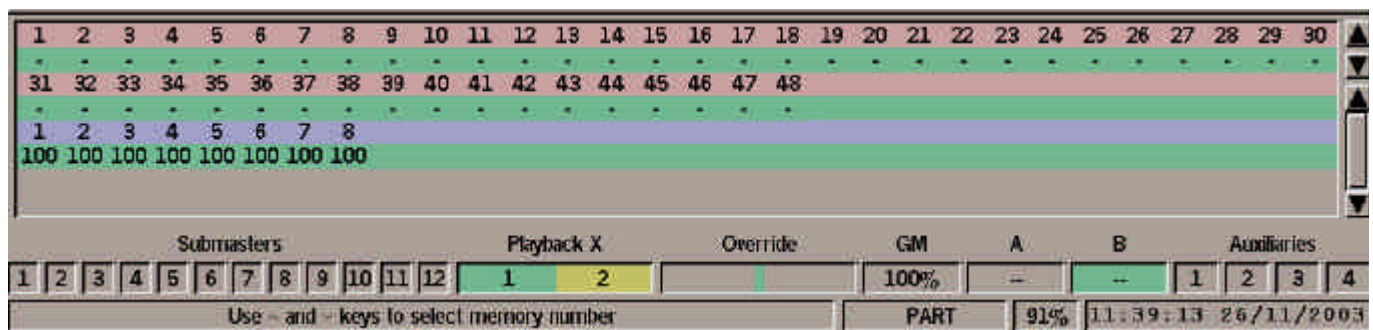 1 2 3 4 5 6 7 8 9 10 11 12 13 14 15 16 17 18 19 20 21 22 23 24 25 26 27 28 29 30
- - - - - - - - - - - - - - - - - - - - - - - - - - - - - -
31 32 33 34 35 36 37 38 39 40 41 42 43 44 45 46 47 48
- - - - - - - - - - - - - - - - - -
1 2 3 4 5 6 7 8
100 100 100 100 100 100 100 100
Submasters Playback X Override GM A B Auxiliaries
1 2 3 4 5 6 7 8 9 10 11 12 1 2 100% -- -- 1 2 3 4
Use - and - keys to select memory number PART 91% 11:39:13 26/11/2003